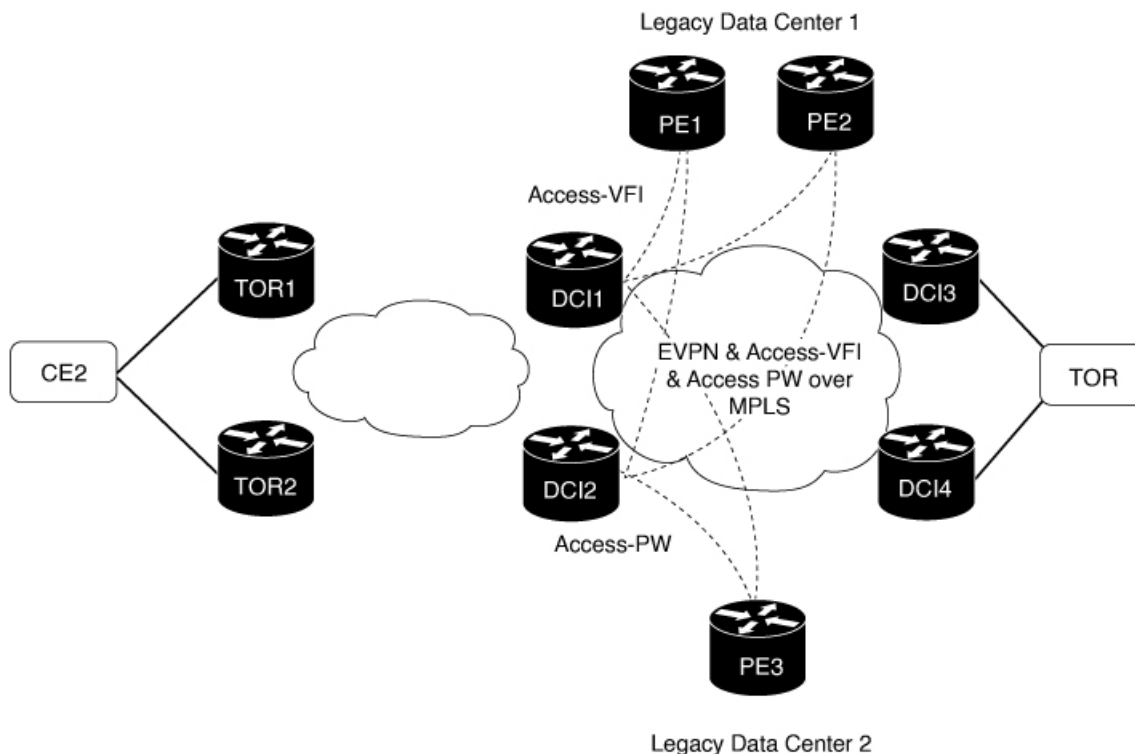 Legacy Data Center 1
PE1
PE2
Access-VFI
TOR1
DCI1
DCI3
EVPN & Access-VFI
& Access PW over
MPLS
CE2
TOR
TOR2
DCI2
DCI4
Access-PW
PE3
Legacy Data Center 2